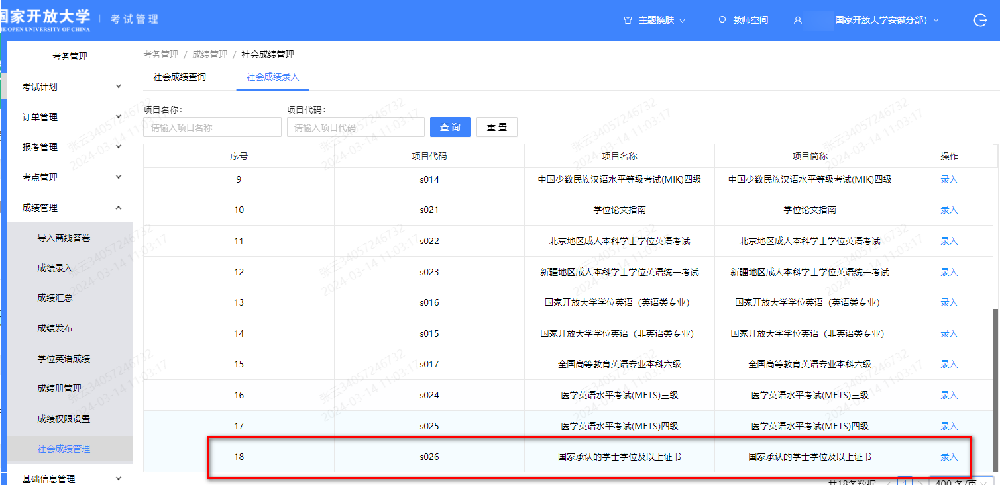 国家开放大学 考试管理 主题换肤 教师空间 国家开放大学安徽分部)
THE OPEN UNIVERSITY OF CHINA
考务管理
考试计划
订单管理
报考管理
考点管理
成绩管理
导入离线答卷
成绩录入
成绩汇总
成绩发布
学位英语成绩
成绩册管理
成绩权限设置
社会成绩管理
基础信息管理
考务管理 / 成绩管理 / 社会成绩管理
社会成绩查询 社会成绩录入
项目名称： 项目代码：
请输入项目名称 请输入项目代码 查 询 重 置
序号 项目代码 项目名称 项目简称 操作
9 s014 中国少数民族汉语水平等级考试(MIK)四级 中国少数民族汉语水平等级考试(MIK)四级 录入
10 s021 学位论文指南 学位论文指南 录入
11 s022 北京地区成人本科学士学位英语考试 北京地区成人本科学士学位英语考试 录入
12 s023 新疆地区成人本科学士学位英语统一考试 新疆地区成人本科学士学位英语统一考试 录入
13 s016 国家开放大学学位英语（英语类专业） 国家开放大学学位英语（英语类专业） 录入
14 s015 国家开放大学学位英语（非英语类专业） 国家开放大学学位英语（非英语类专业） 录入
15 s017 全国高等教育英语专业本科六级 全国高等教育英语专业本科六级 录入
16 s024 医学英语水平考试(METS)三级 医学英语水平考试(METS)三级 录入
17 s025 医学英语水平考试(METS)四级 医学英语水平考试(METS)四级 录入
18 s026 国家承认的学士学位及以上证书 国家承认的学士学位及以上证书 录入
共18条数据 1 400 条/页
张云34057246732
2024-03-14 11:03:17